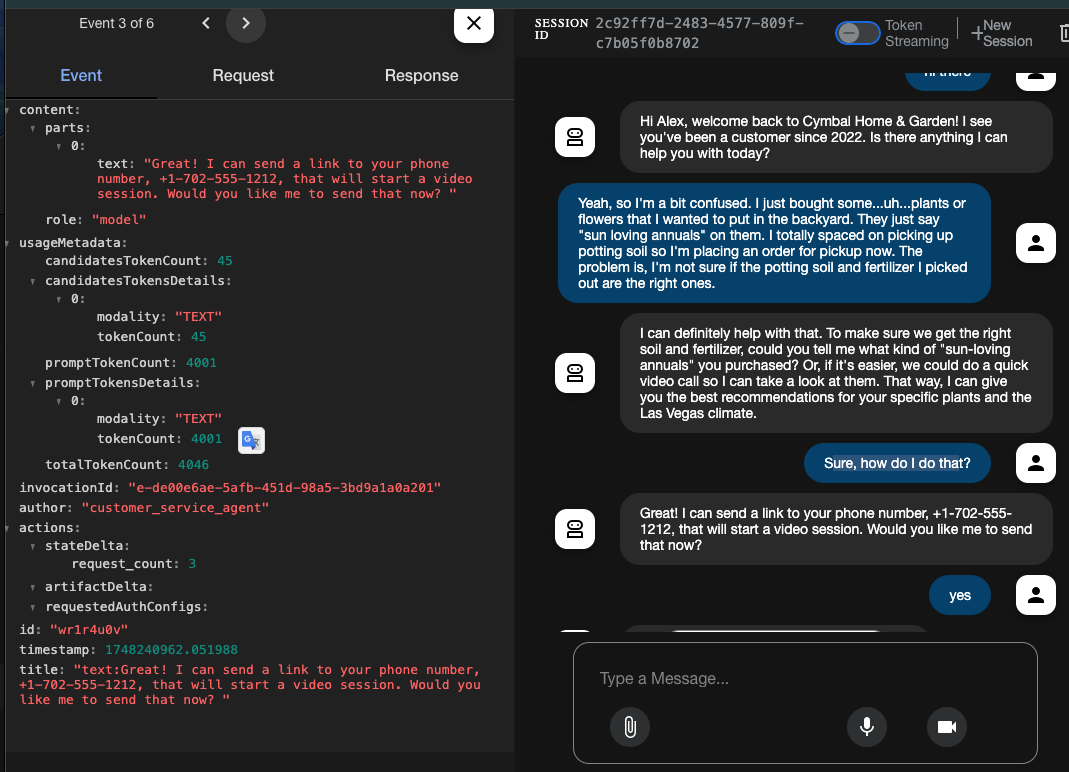 Event 3 of 6
Event Request Response
content:
parts:
0:
text: "Great! I can send a link to your phone
number, +1-702-555-1212, that will start a video
session. Would you like me to send that now? "
role: "model"
usageMetadata:
candidatesTokenCount: 45
candidatesTokensDetails:
0:
modality: "TEXT"
tokenCount: 45
promptTokenCount: 4001
promptTokensDetails:
0:
modality: "TEXT"
tokenCount: 4001
totalTokenCount: 4046
invocationId: "e-de00e6ae-5afb-451d-98a5-3bd9a1a0a201"
author: "customer_service_agent"
actions:
stateDelta:
request_count: 3
artifactDelta:
requestedAuthConfigs:
id: "wr1r4u0v"
timestamp: 1748240962.051988
title: "text:Great! I can send a link to your phone number,
+1-702-555-1212, that will start a video session. Would you
like me to send that now? "
SESSION ID 2c92ff7d-2483-4577-809f-
c7b05f0b8702
Token
Streaming
New
Session
hi there
Hi Alex, welcome back to Cymbal Home & Garden! I see
you've been a customer since 2022. Is there anything I can
help you with today?
Yeah, so I'm a bit confused. I just bought some...uh...plants or
flowers that I wanted to put in the backyard. They just say
"sun loving annuals" on them. I totally spaced on picking up
potting soil so I'm placing an order for pickup now. The
problem is, I'm not sure if the potting soil and fertilizer I picked
out are the right ones.
I can definitely help with that. To make sure we get the right
soil and fertilizer, could you tell me what kind of "sun-loving
annuals" you purchased? Or, if it's easier, we could do a quick
video call so I can take a look at them. That way, I can give
you the best recommendations for your specific plants and the
Las Vegas climate.
Sure, how do I do that?
Great! I can send a link to your phone number, +1-702-555-
1212, that will start a video session. Would you like me to send
that now?
yes
Type a Message...